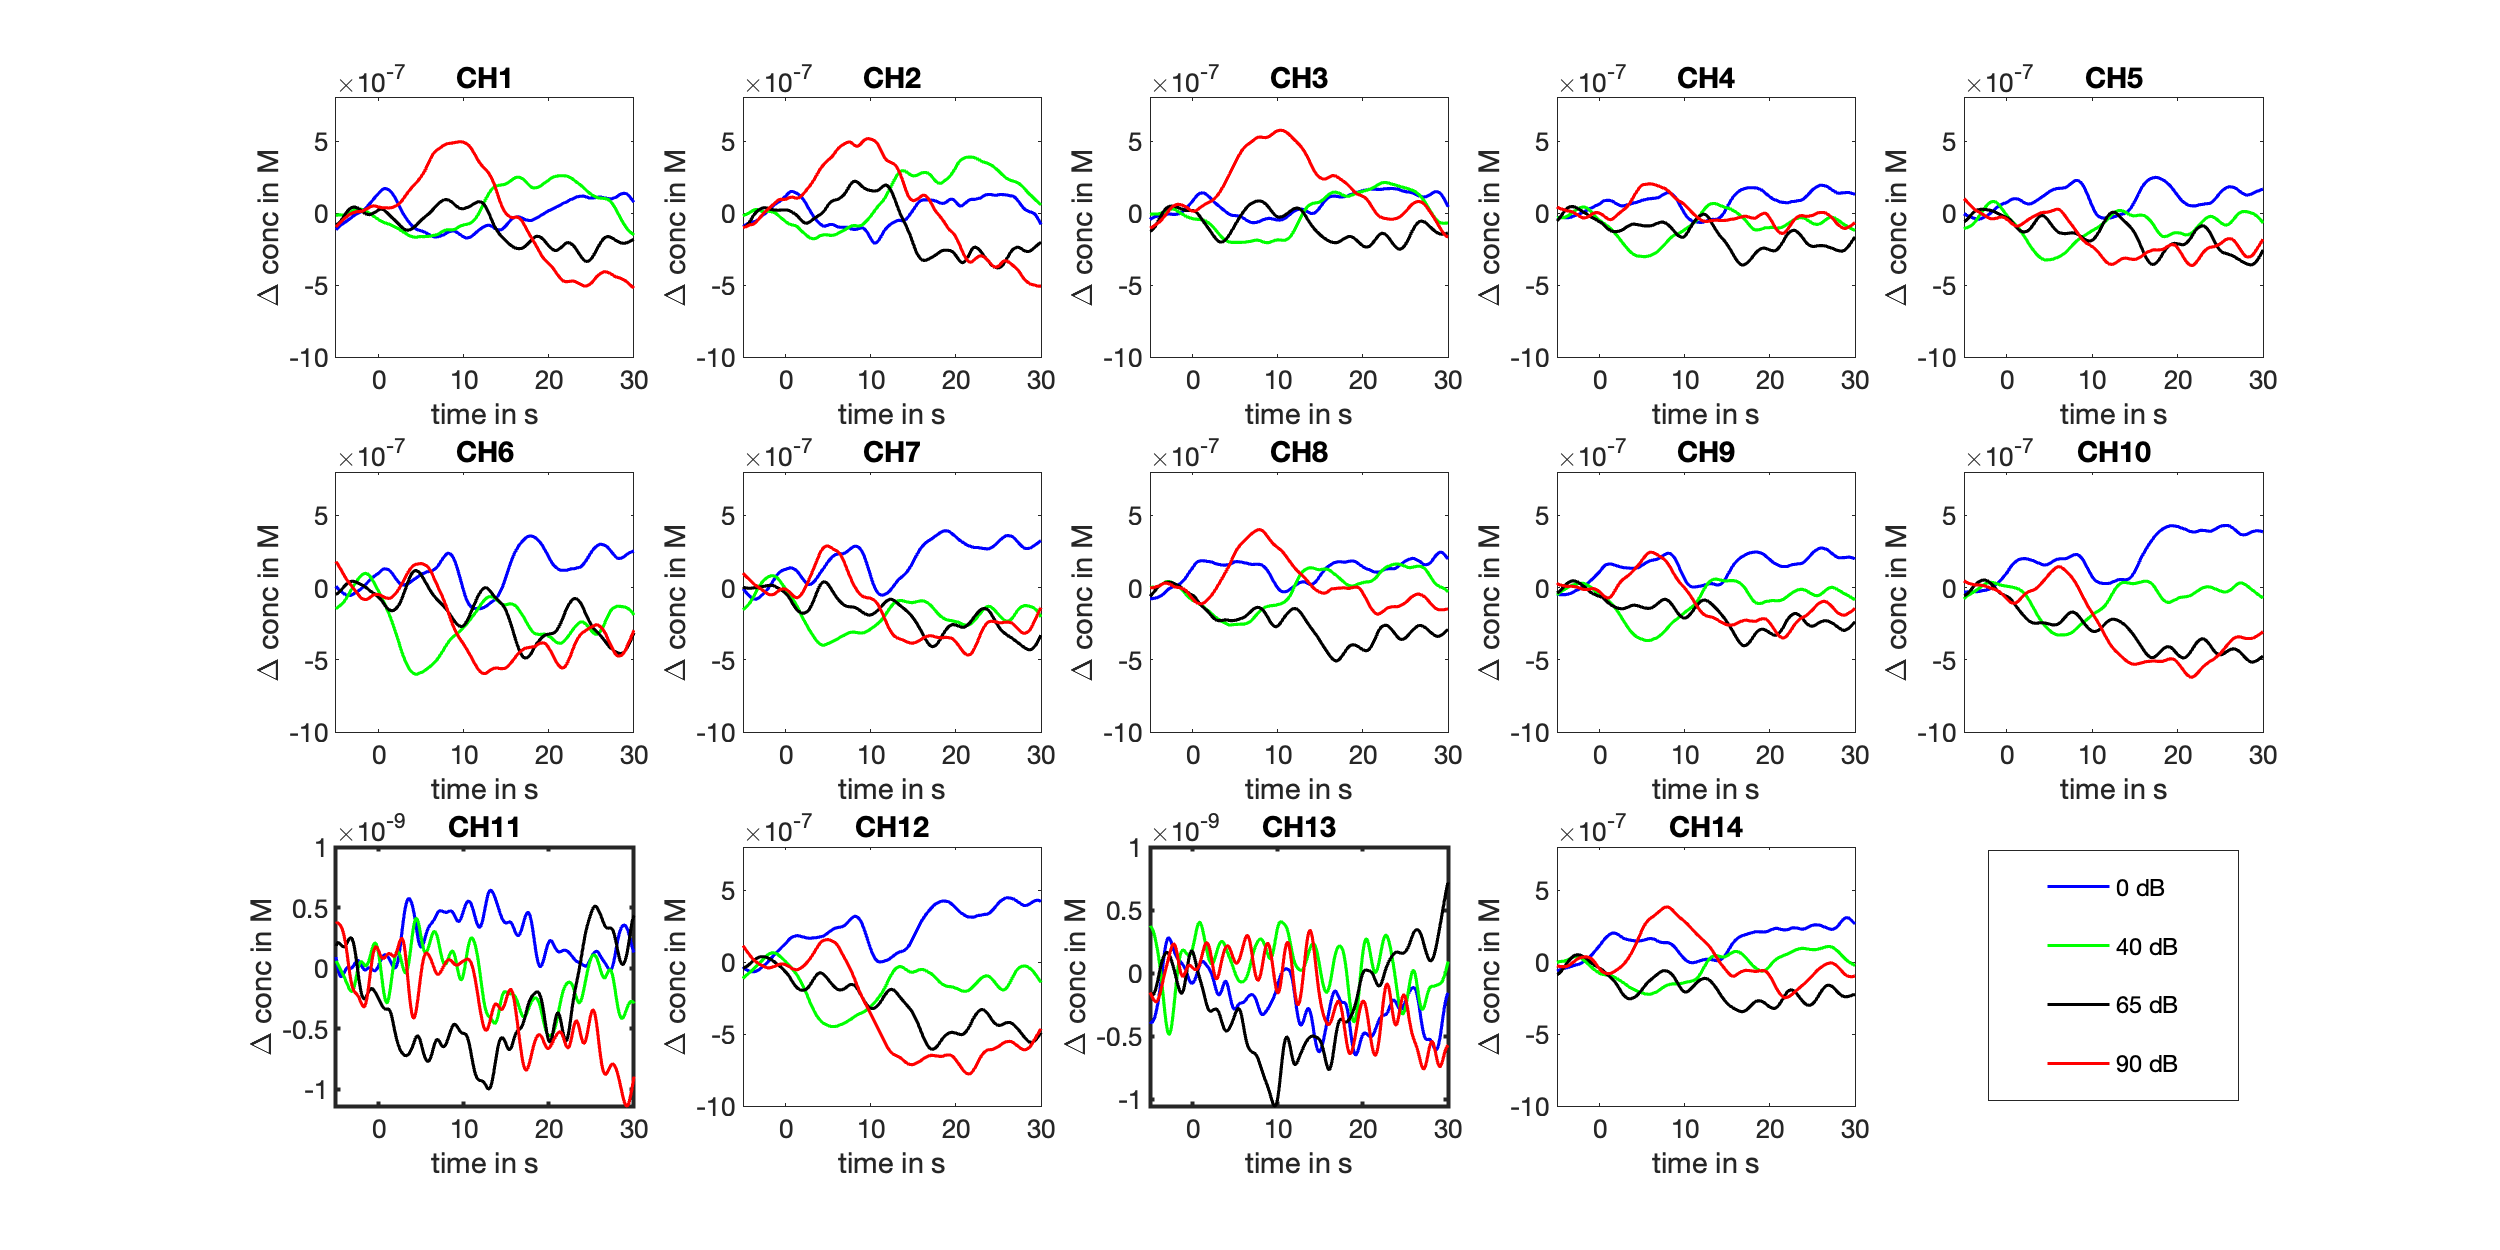 CH1 CH2 CH3 CH4 CH5
×10-7 ×10-7 ×10-7 ×10-7 ×10-7
Δ conc in M Δ conc in M Δ conc in M Δ conc in M Δ conc in M
5 5 5 5 5
0 0 0 0 0
-5 -5 -5 -5 -5
-10 -10 -10 -10 -10
0 10 20 30 0 10 20 30 0 10 20 30 0 10 20 30 0 10 20 30
time in s time in s time in s time in s time in s
CH6 CH7 CH8 CH9 CH10
×10-7 ×10-7 ×10-7 ×10-7 ×10-7
Δ conc in M Δ conc in M Δ conc in M Δ conc in M Δ conc in M
5 5 5 5 5
0 0 0 0 0
-5 -5 -5 -5 -5
-10 -10 -10 -10 -10
0 10 20 30 0 10 20 30 0 10 20 30 0 10 20 30 0 10 20 30
time in s time in s time in s time in s time in s
CH11 CH12 CH13 CH14
×10-9 ×10-7 ×10-9 ×10-7
Δ conc in M Δ conc in M Δ conc in M Δ conc in M
1 1
0.5 5 0.5 5
0 0 0 0
-0.5 -5 -0.5 -5
-1 -10 -1 -10
0 10 20 30 0 10 20 30 0 10 20 30 0 10 20 30
time in s time in s time in s time in s
0 dB
40 dB
65 dB
90 dB